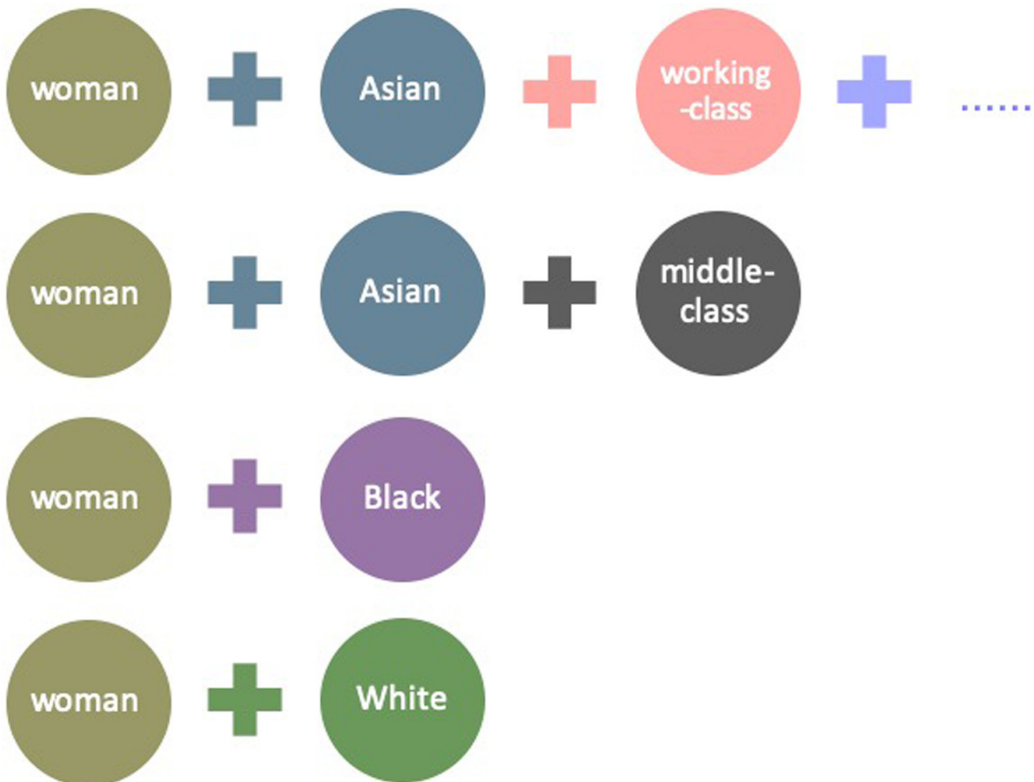 woman Asian working
-class ......
woman Asian middle-
class
woman Black
woman White